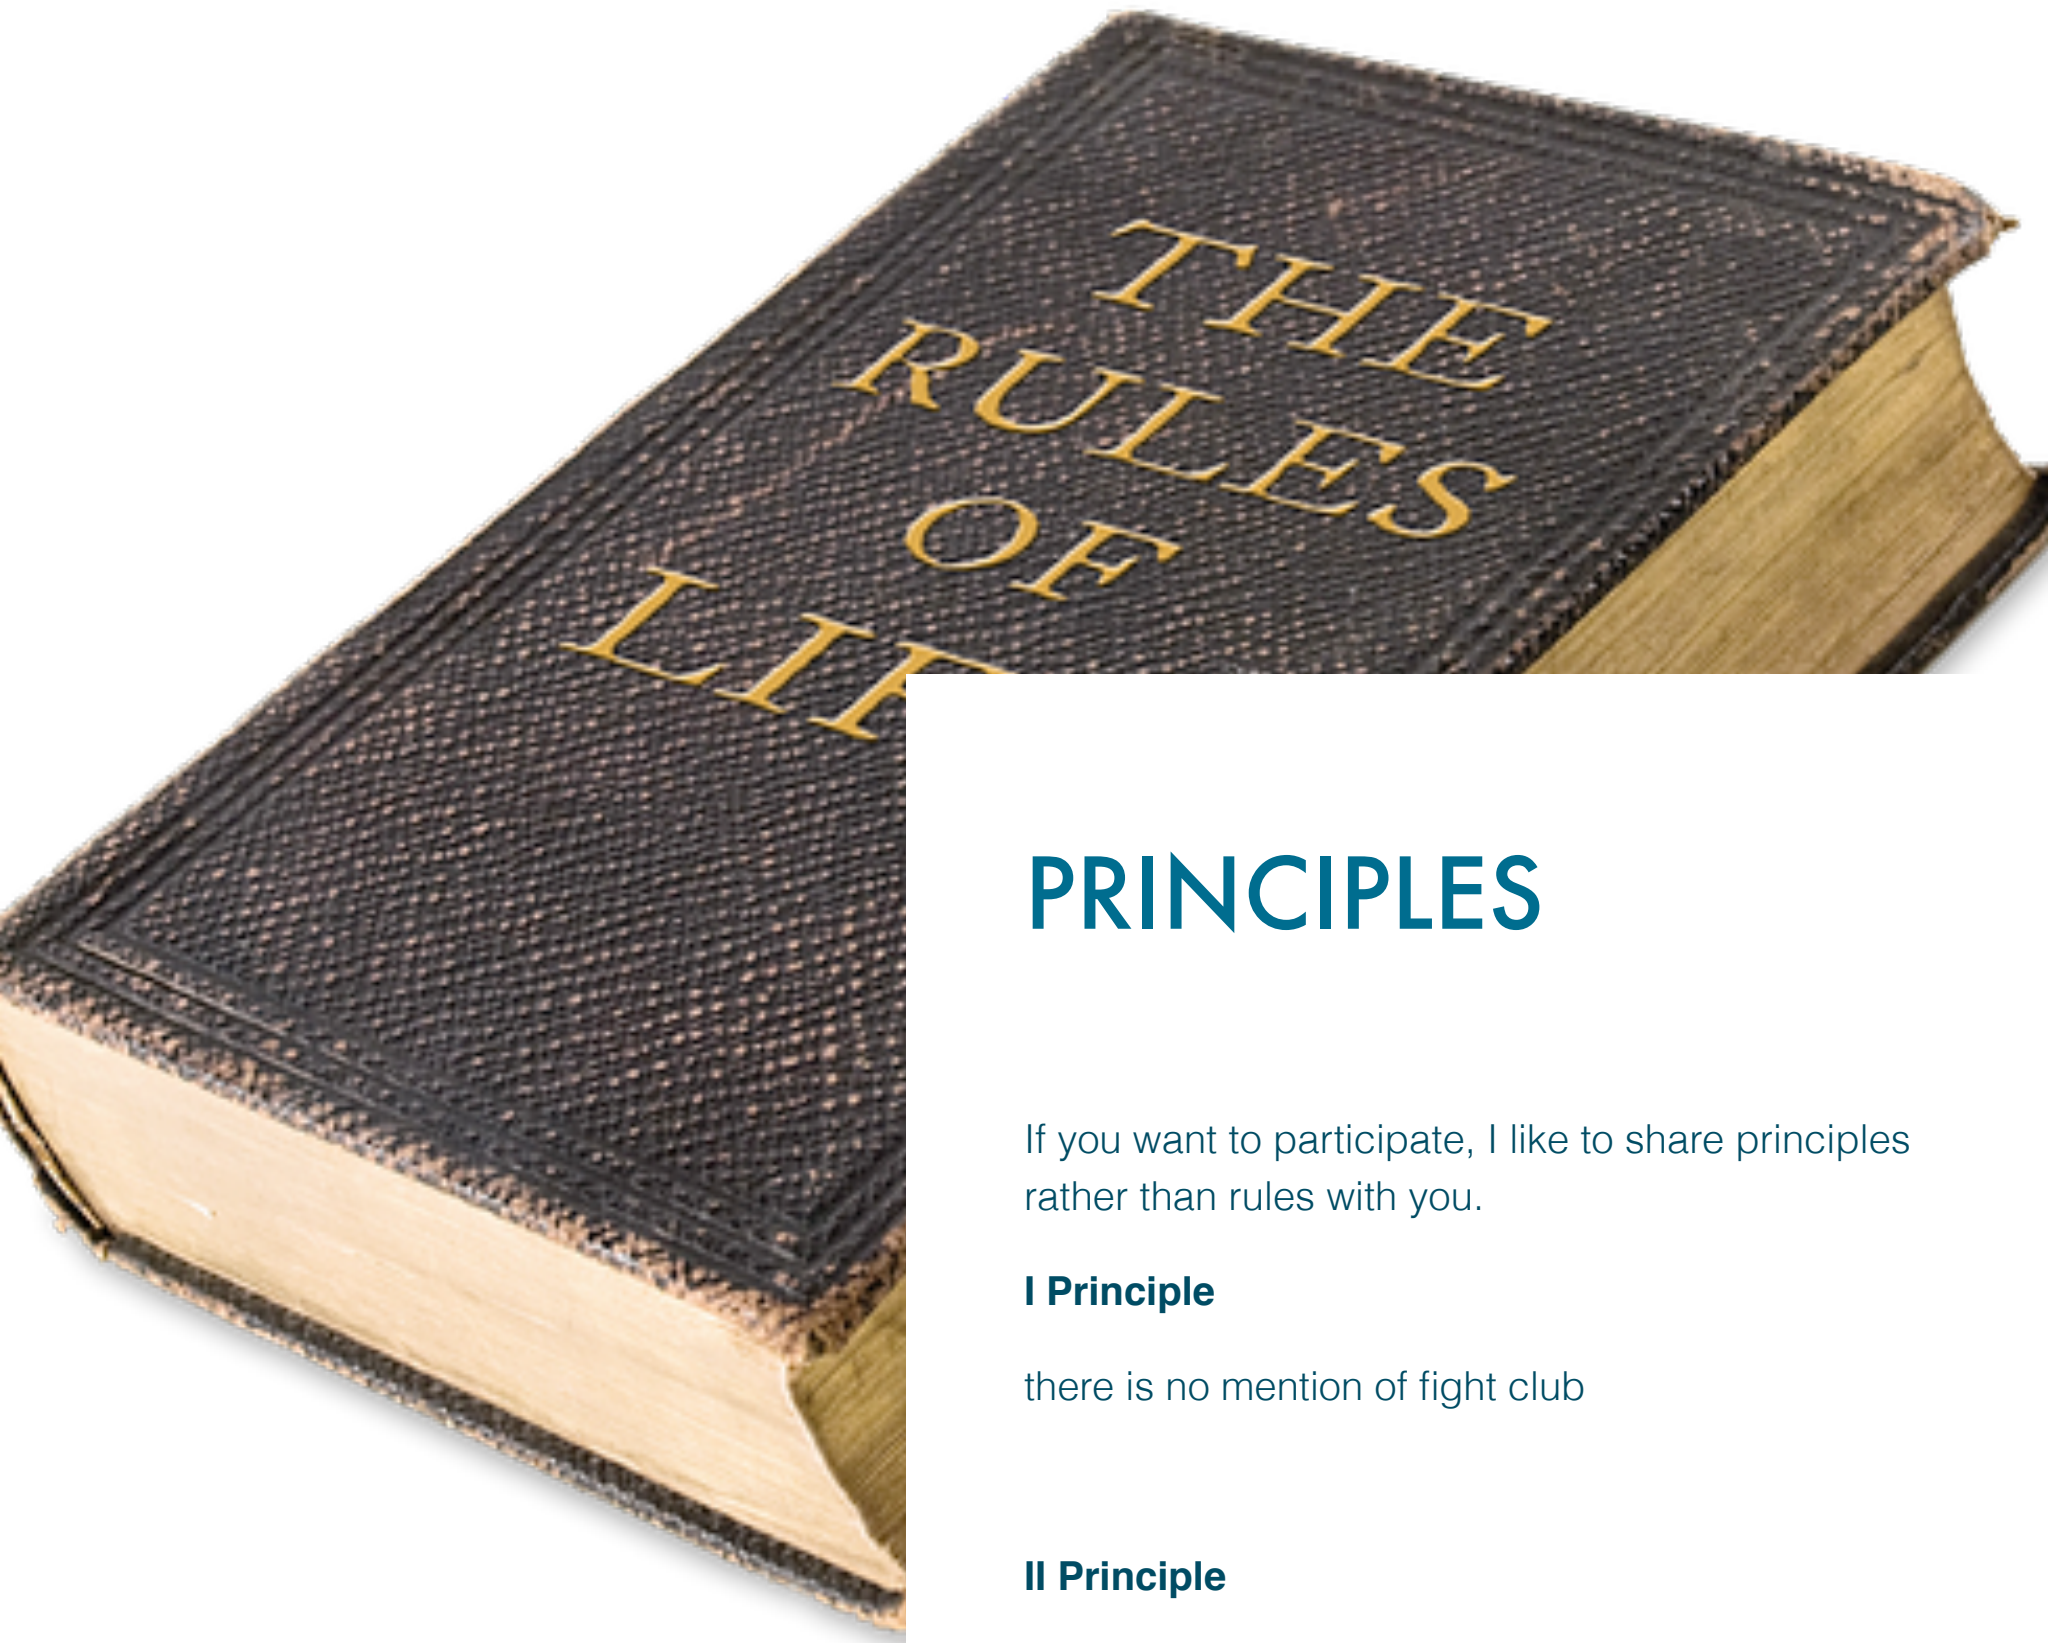 THE
RULES
OF
LIF
PRINCIPLES
If you want to participate, I like to share principles
rather than rules with you.
I Principle
there is no mention of fight club
II Principle